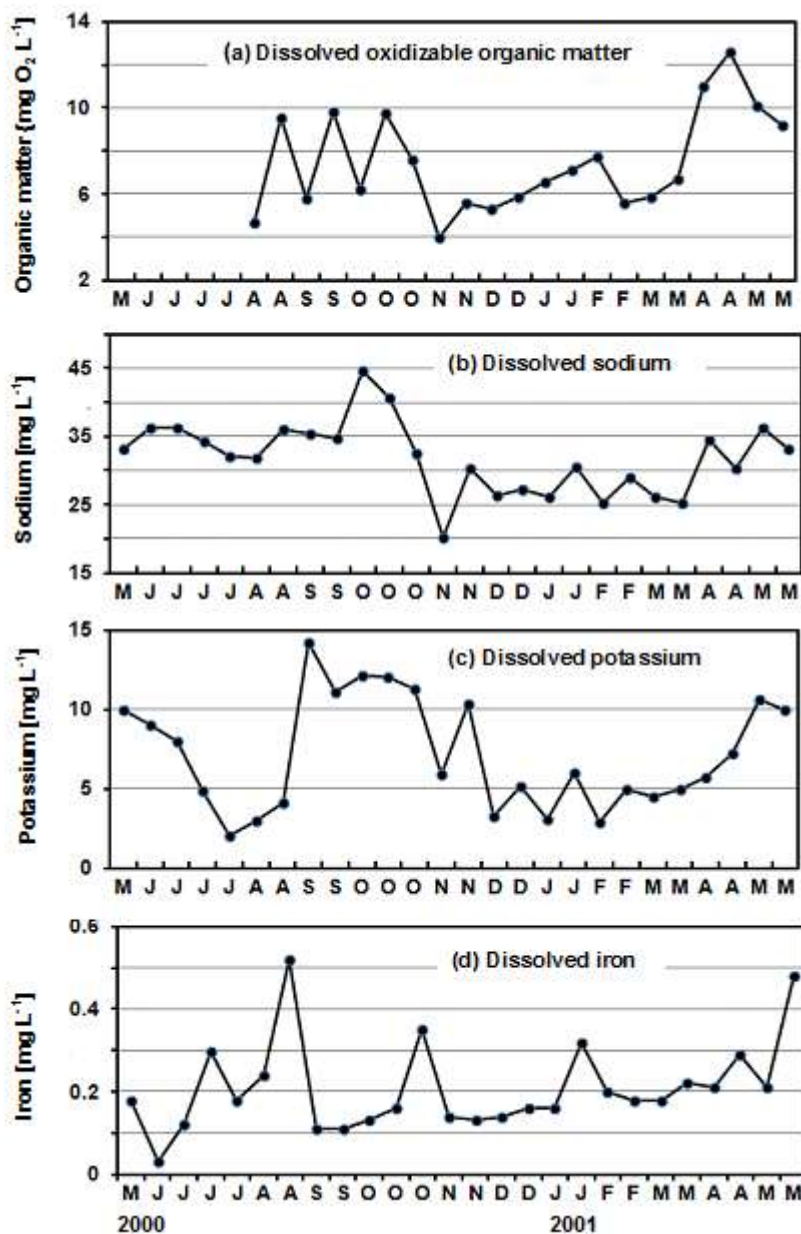 Organic matter {mg O₂ L⁻¹)
(a) Dissolved oxidizable organic matter
14
10
6
2
M J J J J A A S S O O O N N D D J J F F M M A A M M
Sodium [mg L⁻¹]
(b) Dissolved sodium
45
35
25
15
M J J J J A A S S O O O N N D D J J F F M M A A M M
Potassium [mg L⁻¹]
(c) Dissolved potassium
15
10
5
0
M J J J J A A S S O O O N N D D J J F F M M A A M M
Iron [mg L⁻¹]
(d) Dissolved iron
0.6
0.4
0.2
0
M J J J J A A S S O O O N N D D J J F F M M A A M M
2000 2001